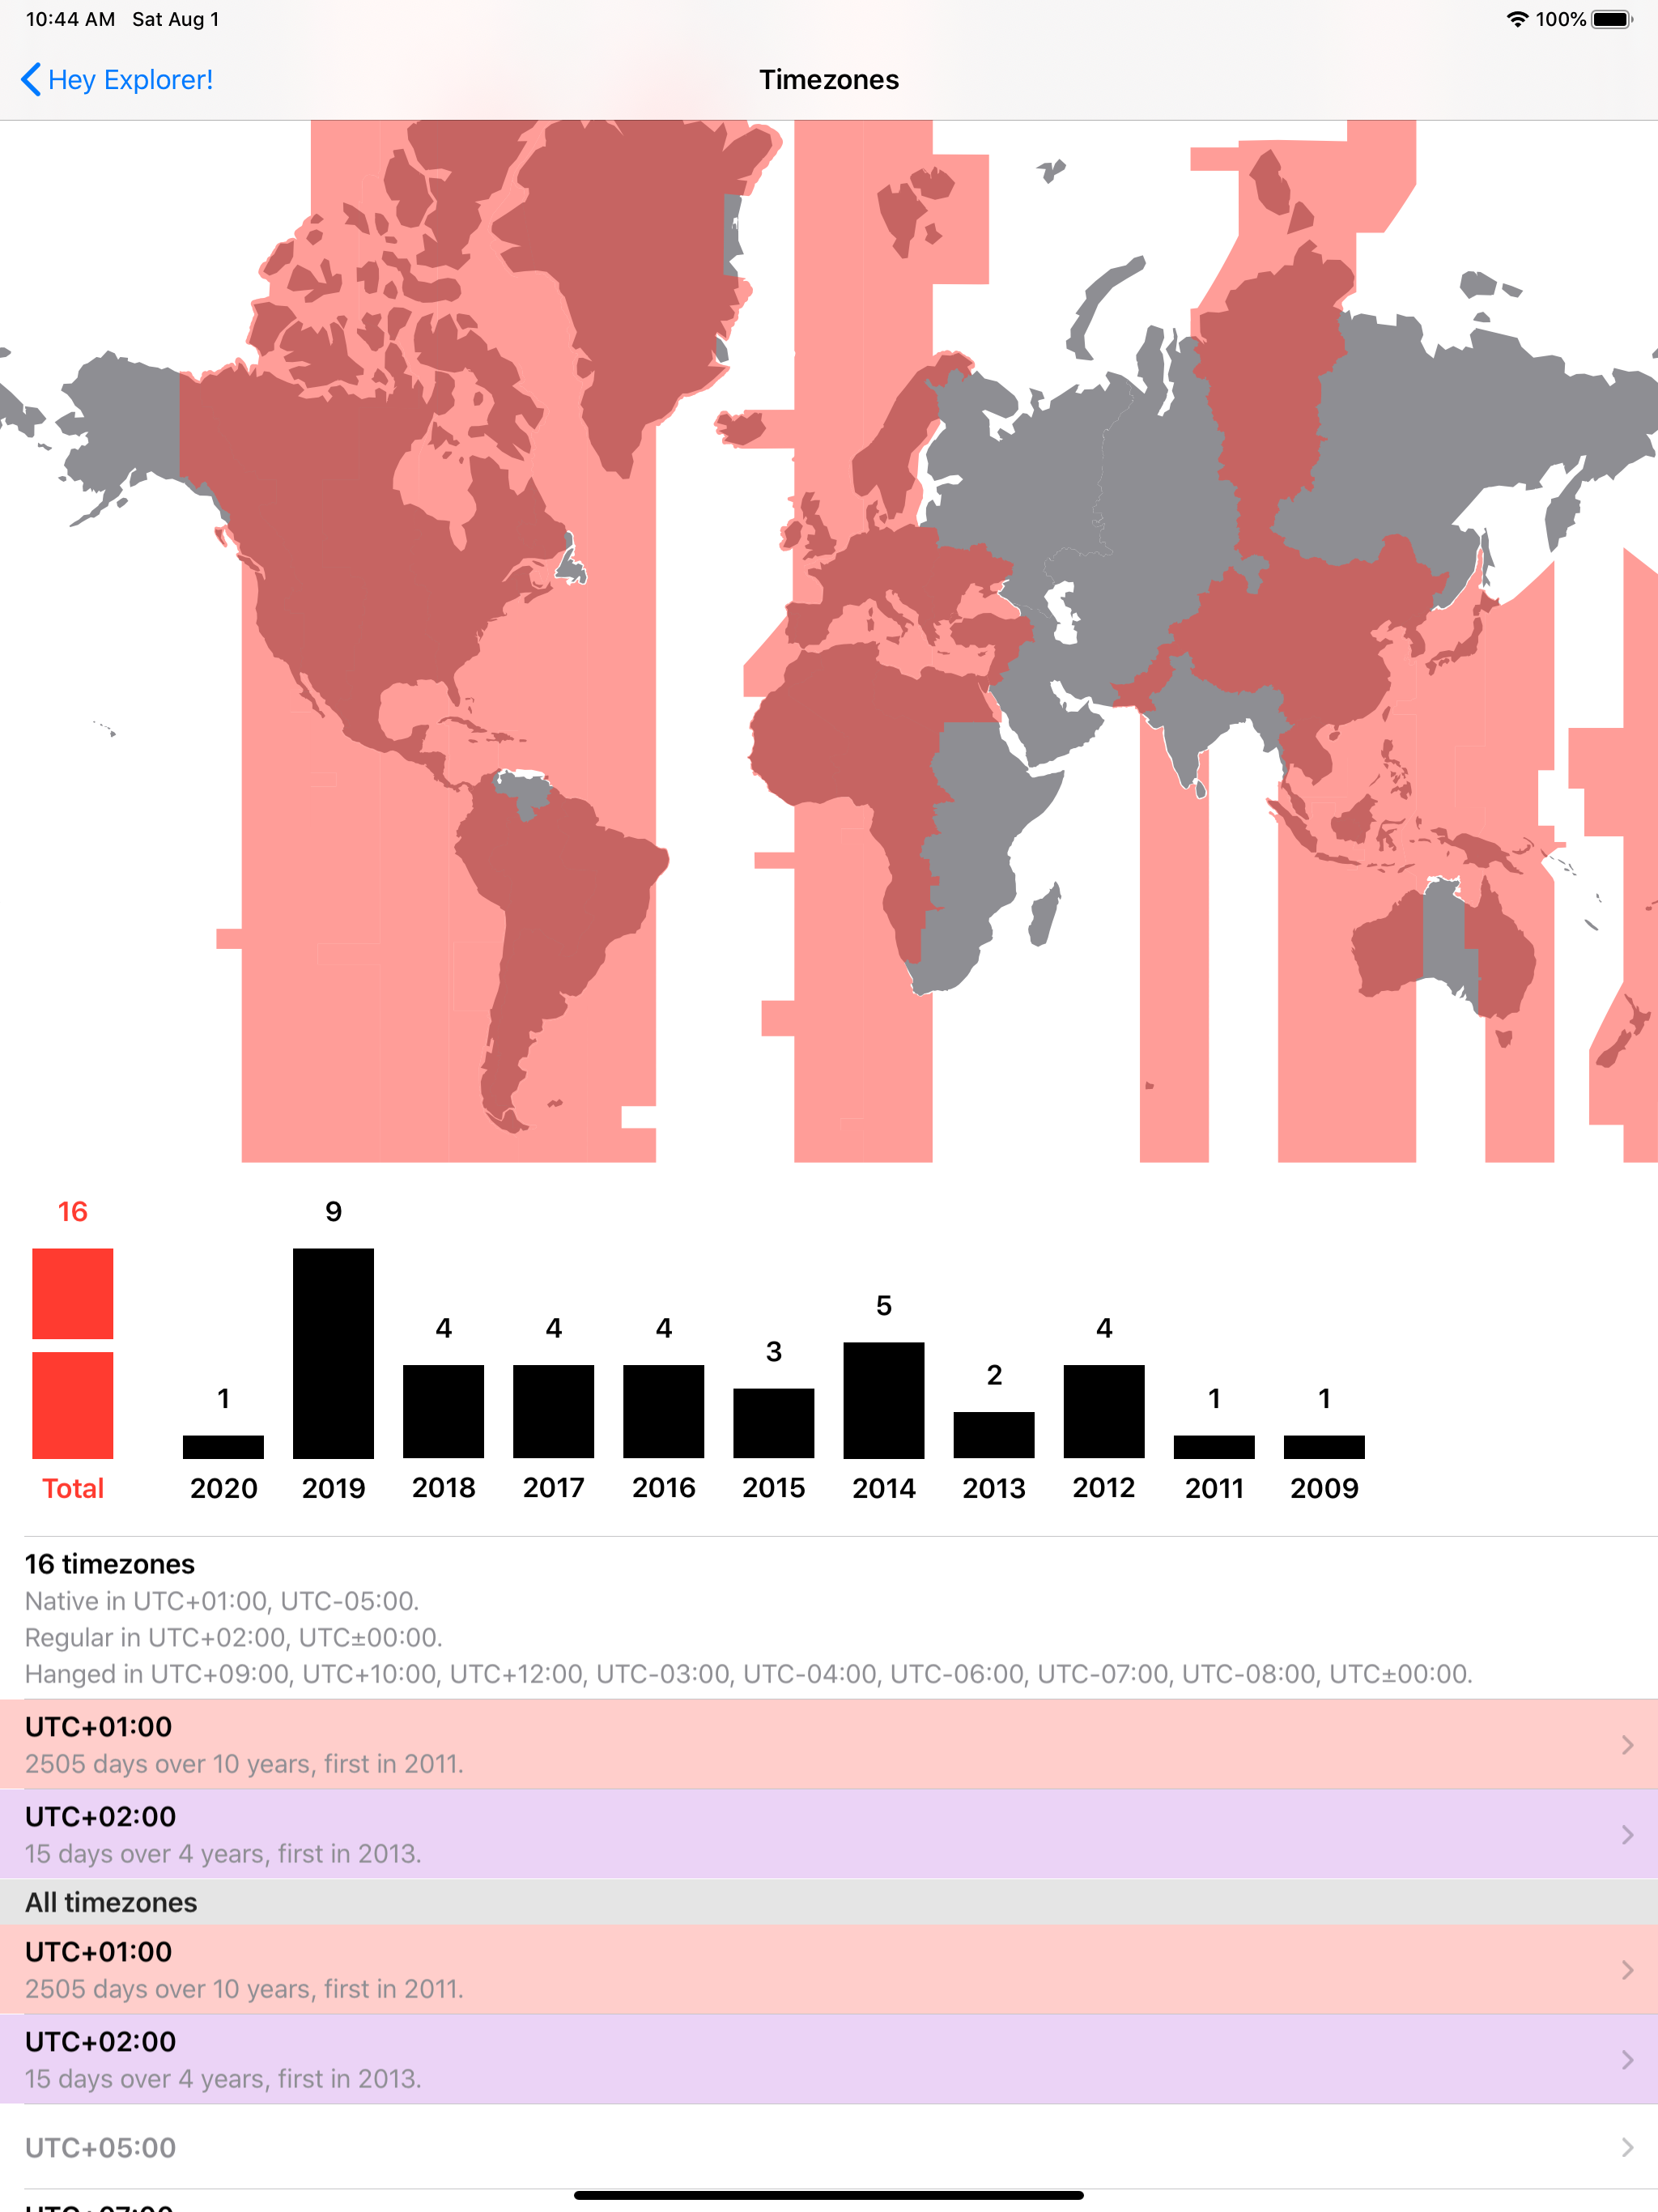 10:44 AM Sat Aug 1
100%
Hey Explorer!
Timezones
16
9
5
4
4
4
4
3
2
1
1
1
Total
2020
2019
2018
2017
2016
2015
2014
2013
2012
2011
2009
16 timezones
Native in UTC+01:00, UTC-05:00.
Regular in UTC+02:00, UTC±00:00.
Hanged in UTC+09:00, UTC+10:00, UTC+12:00, UTC-03:00, UTC-04:00, UTC-06:00, UTC-07:00, UTC-08:00, UTC±00:00.
UTC+01:00
2505 days over 10 years, first in 2011.
UTC+02:00
15 days over 4 years, first in 2013.
All timezones
UTC+01:00
2505 days over 10 years, first in 2011.
UTC+02:00
15 days over 4 years, first in 2013.
UTC+05:00